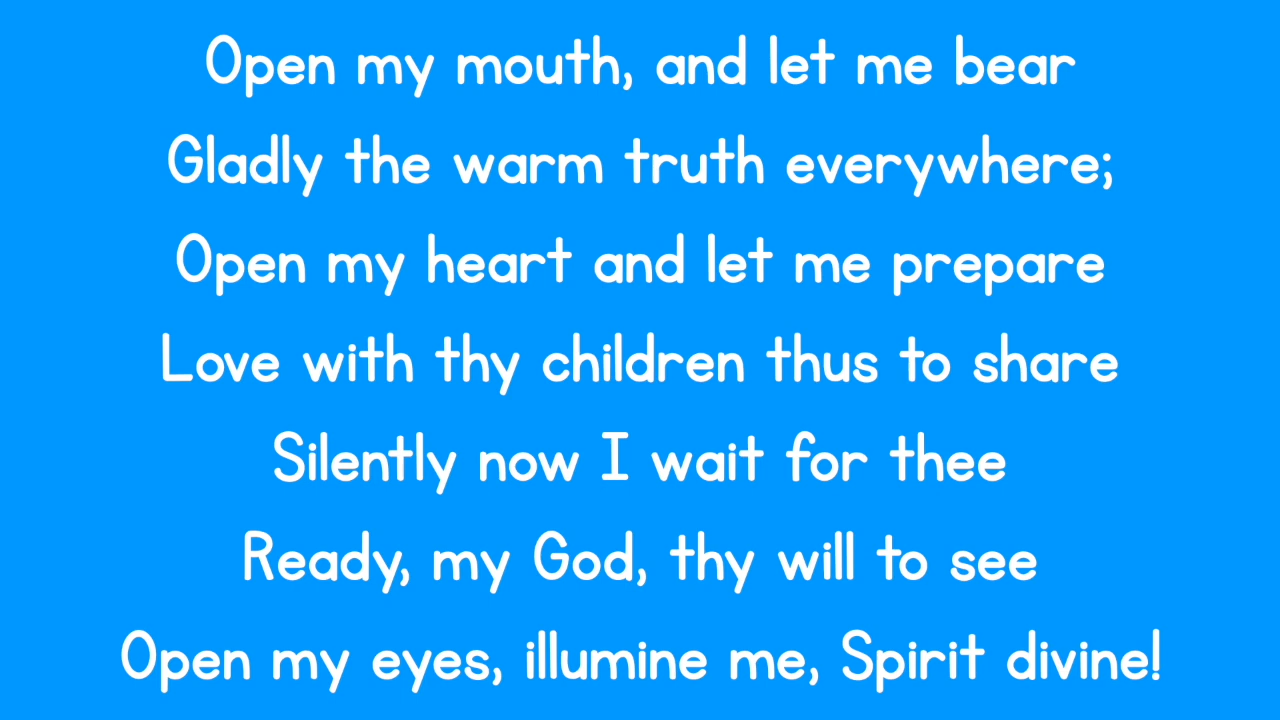 Open my mouth, and let me bear
Gladly the warm truth everywhere;
Open my heart and let me prepare
Love with thy children thus to share
Silently now I wait for thee
Ready, my God, thy will to see
Open my eyes, illumine me, Spirit divine!